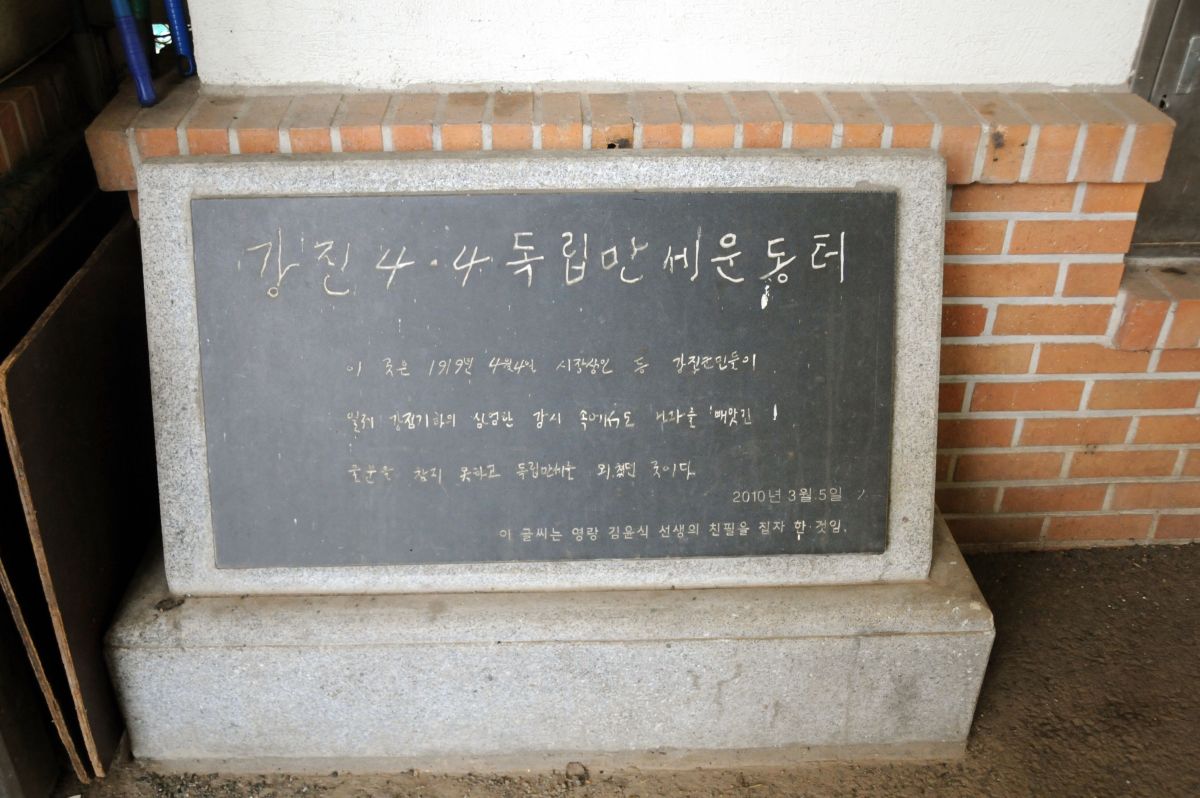 강진 4·4 독립만세운동터
이 곳은 1919년 4월4일 시장상인 등 강진군민들이
일제 강점기하의 삼엄한 감시 속에서도 나라를 빼앗긴
울분을 참지 못하고 독립만세를 외쳤던 곳이다.
2010년 3월 5일
이 글씨는 영랑 김윤식 선생의 친필을 집자 한 것임.